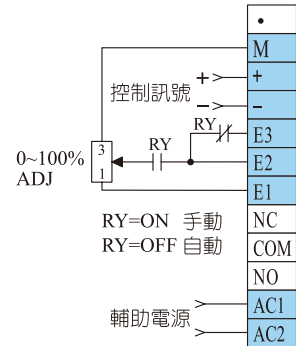 •
M
+
控制訊號
+
−
−
RY
E3
RY
3
0~100%
ADJ
1
E2
E1
RY=ON 手動
RY=OFF 自動
NC
COM
NO
輔助電源
AC1
AC2